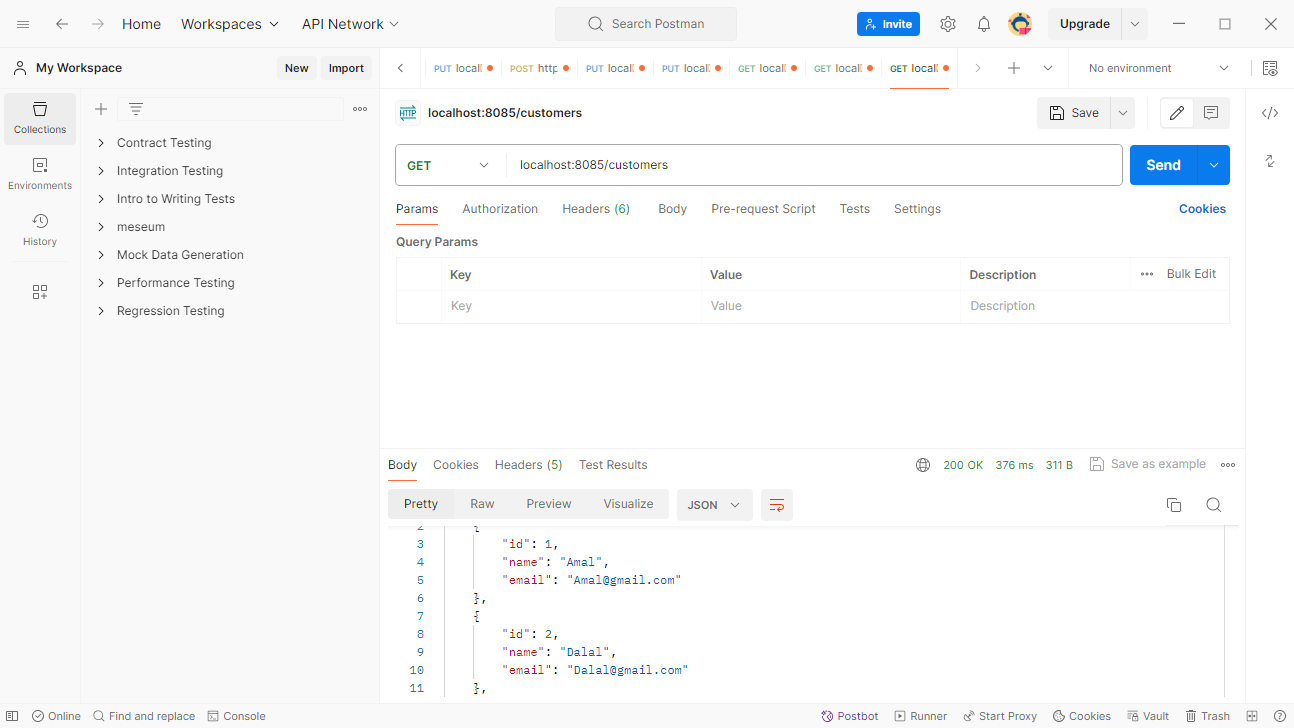 Home Workspaces API Network Search Postman Invite Upgrade
My Workspace New Import PUT local POST http PUT local PUT local GET local GET local GET local No environment
Collections
Environments
History
Contract Testing
Integration Testing
Intro to Writing Tests
meseum
Mock Data Generation
Performance Testing
Regression Testing
HTTP localhost:8085/customers Save
GET localhost:8085/customers Send
Params Authorization Headers (6) Body Pre-request Script Tests Settings Cookies
Query Params
Key Value Description Bulk Edit
Key Value Description
Body Cookies Headers (5) Test Results 200 OK 376 ms 311 B Save as example
Pretty Raw Preview Visualize JSON
2 {
3 "id": 1,
4 "name": "Amal",
5 "email": "Amal@gmail.com"
6 },
7 {
8 "id": 2,
9 "name": "Dalal",
10 "email": "Dalal@gmail.com"
11 },
Online Find and replace Console Postbot Runner Start Proxy Cookies Vault Trash